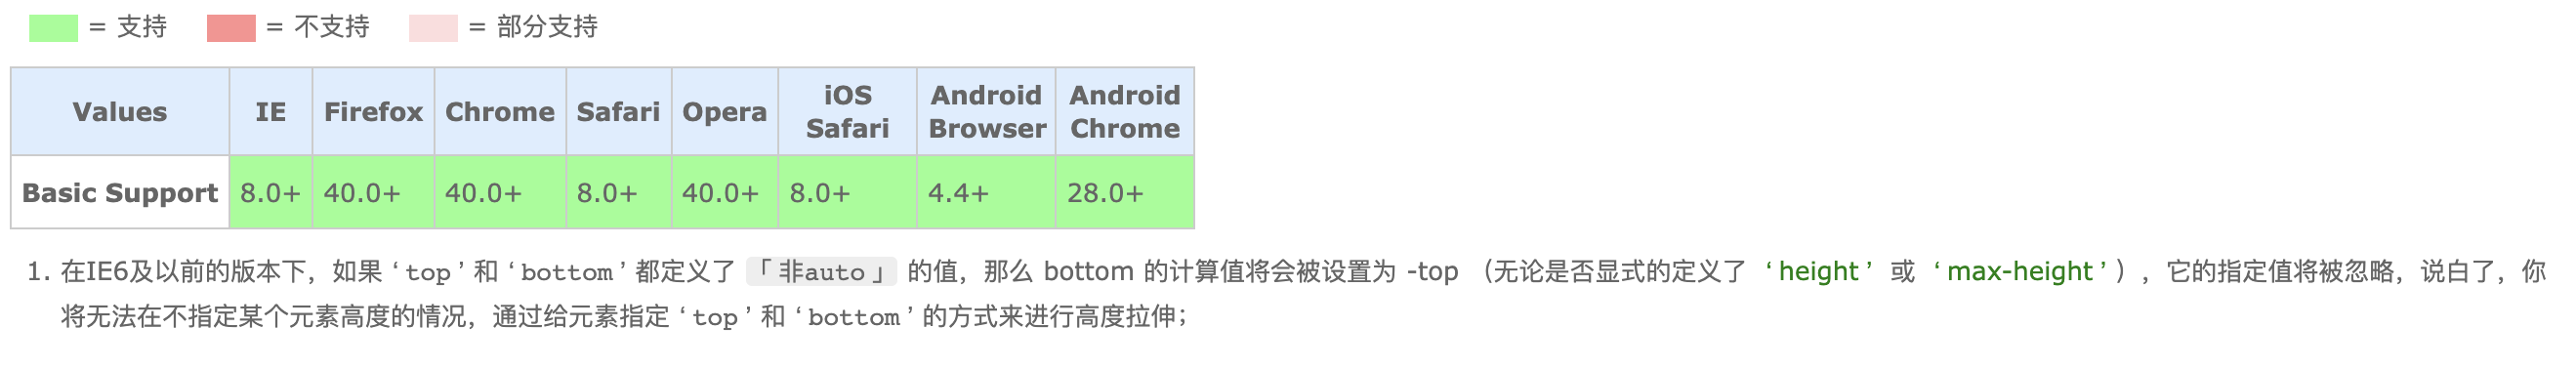 = 支持 = 不支持 = 部分支持
Values IE Firefox Chrome Safari Opera iOS Safari Android Browser Android Chrome
Basic Support 8.0+ 40.0+ 40.0+ 8.0+ 40.0+ 8.0+ 4.4+ 28.0+
1. 在IE6及以前的版本下，如果 ‘top’ 和 ‘bottom’ 都定义了 「非auto」 的值，那么 bottom 的计算值将会被设置为 -top （无论是否显式的定义了 ‘height’ 或 ‘max-height’），它的指定值将被忽略，说白了，你
将无法在不指定某个元素高度的情况，通过给元素指定 ‘top’ 和 ‘bottom’ 的方式来进行高度拉伸；